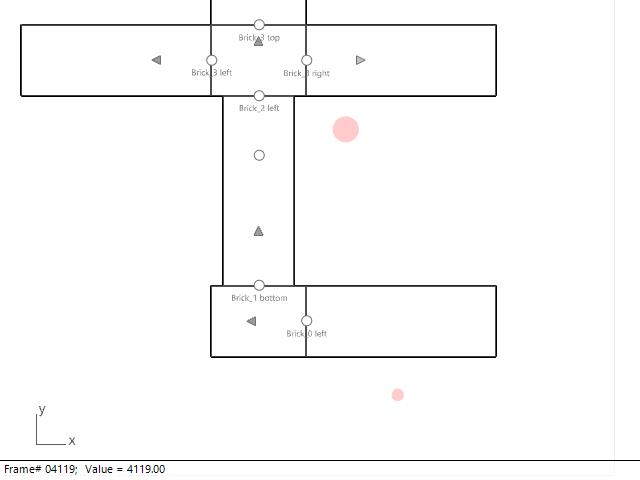 Brick_3 top
Brick_3 left
Brick_3 right
Brick_2 left
Brick_1 bottom
Brick_0 left
y
x
Frame# 04119; Value = 4119.00